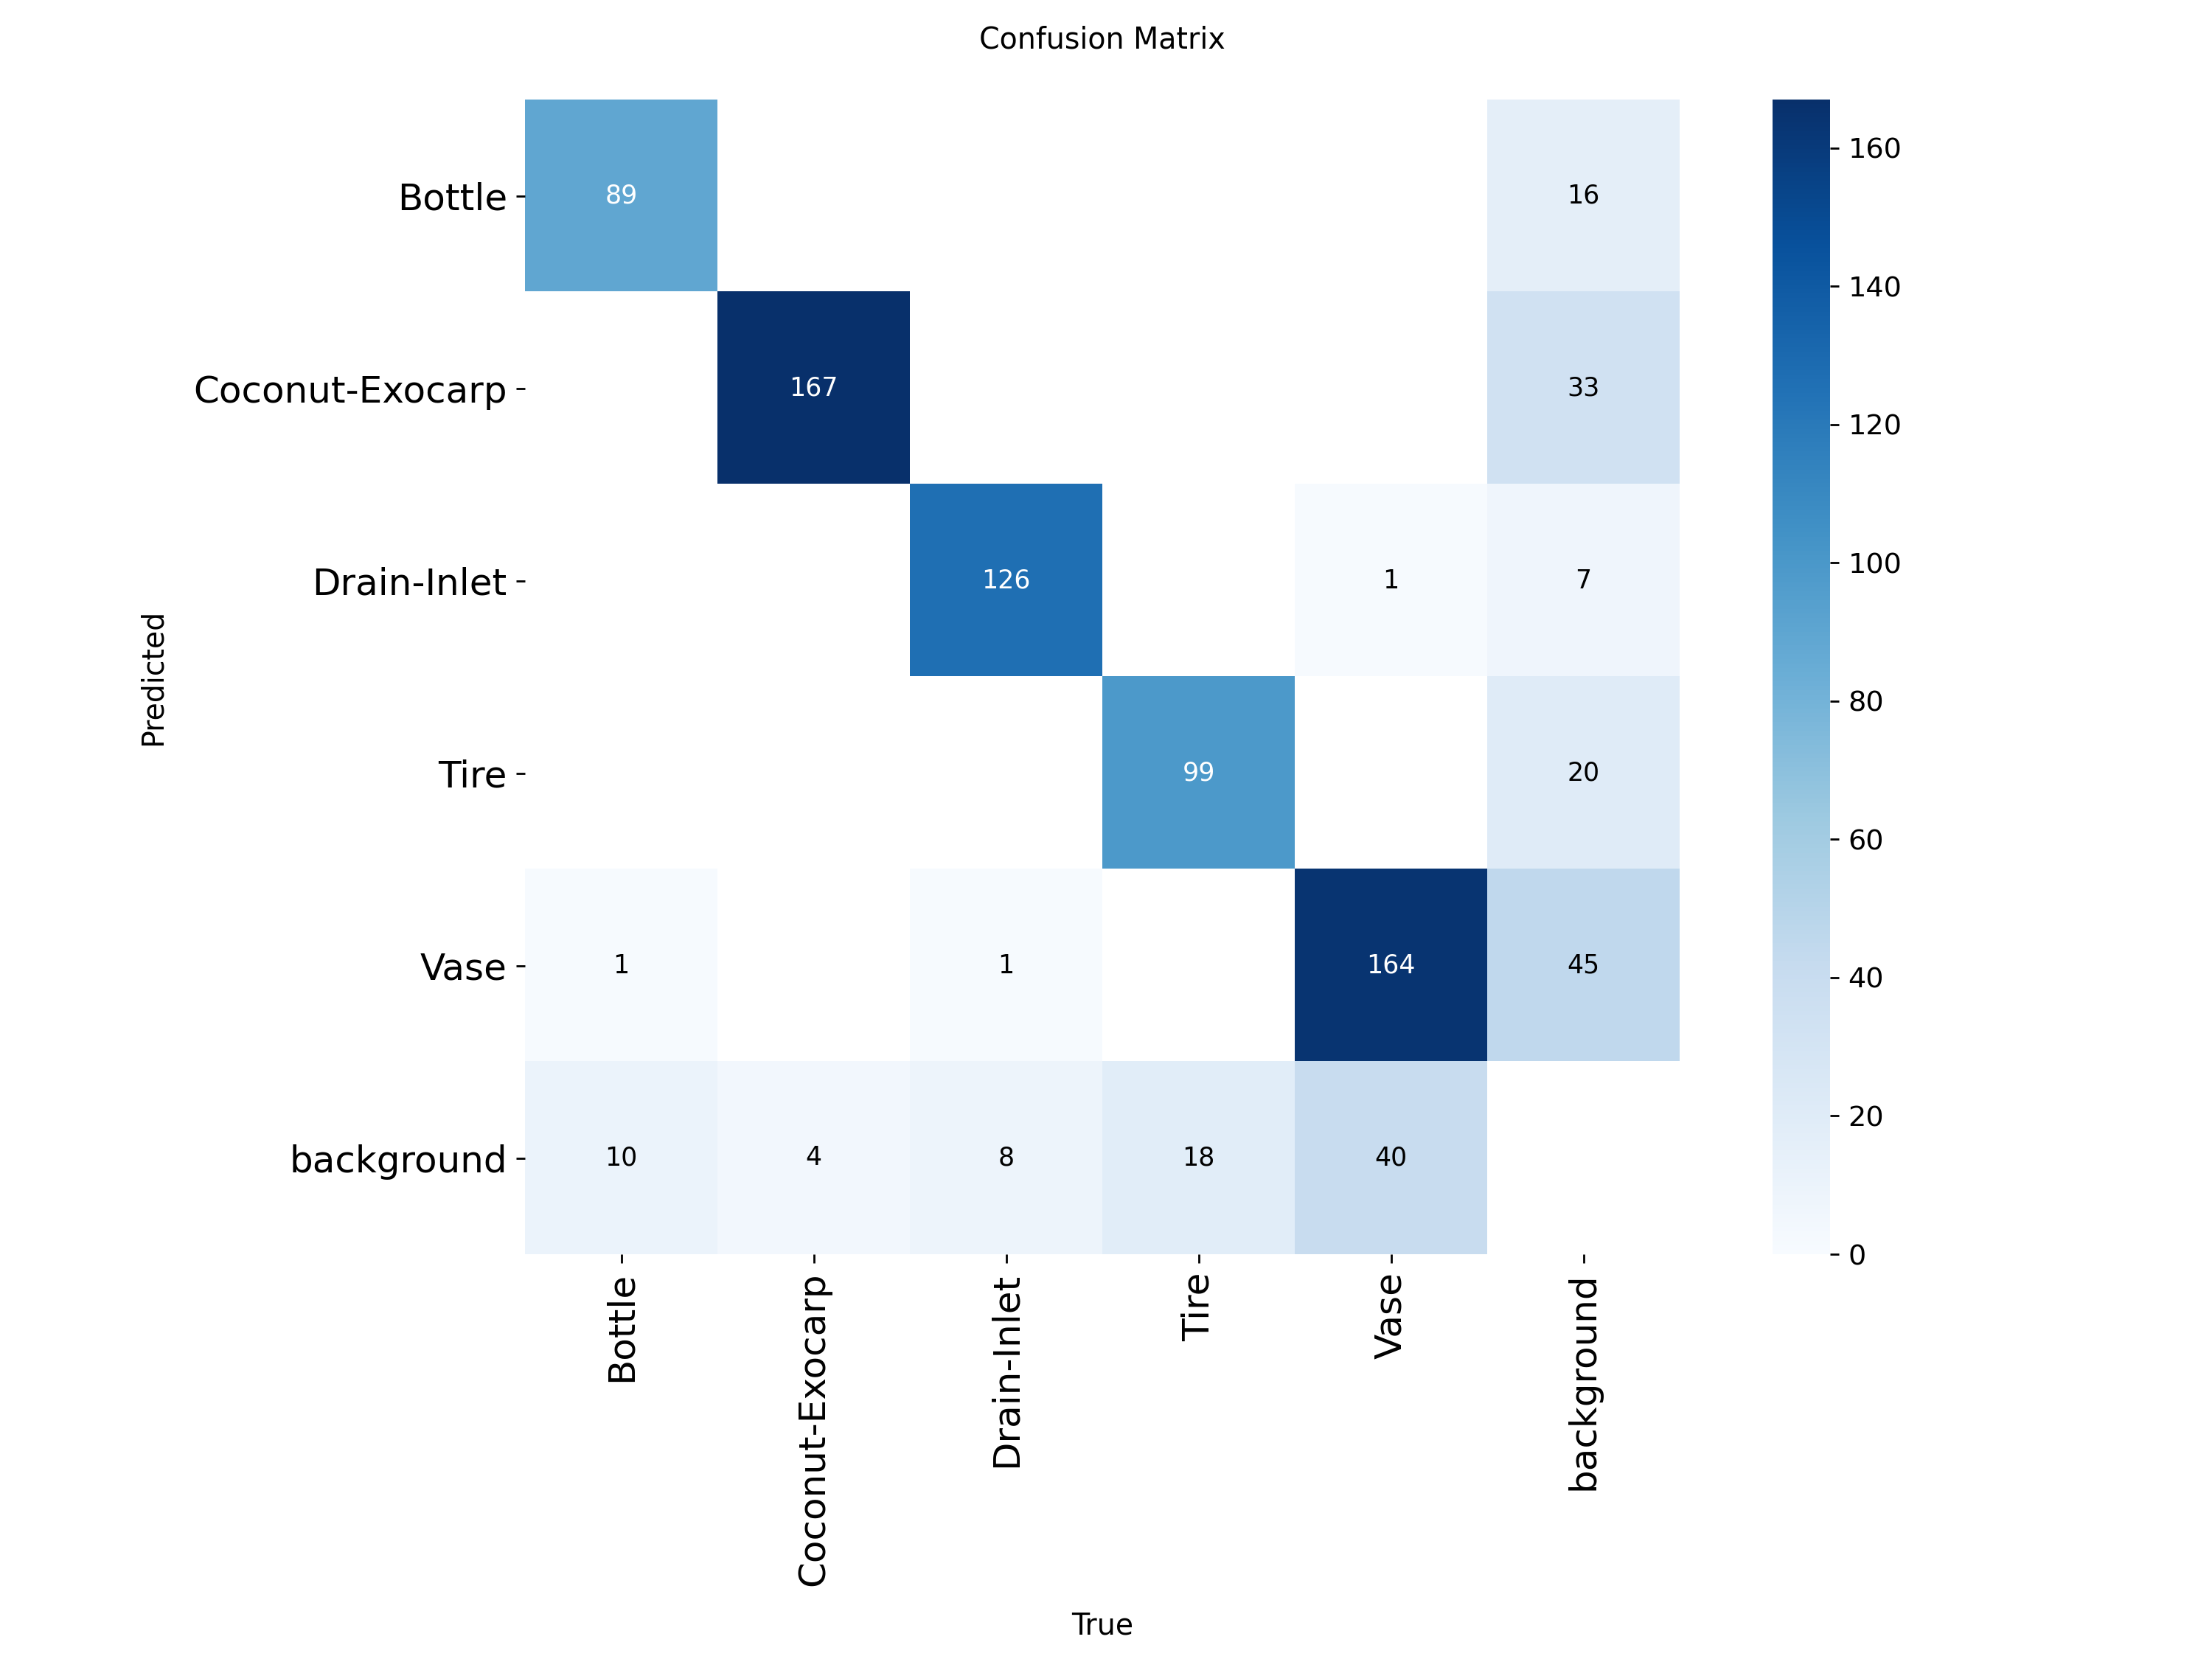 Confusion Matrix
Bottle
89
16
160
140
Coconut-Exocarp
167
33
120
Drain-Inlet
126
1
7
100
Predicted
80
Tire
99
20
60
Vase
1
1
164
45
40
background
10
4
8
18
40
20
0
Bottle
Coconut-Exocarp
Drain-Inlet
Tire
Vase
background
True